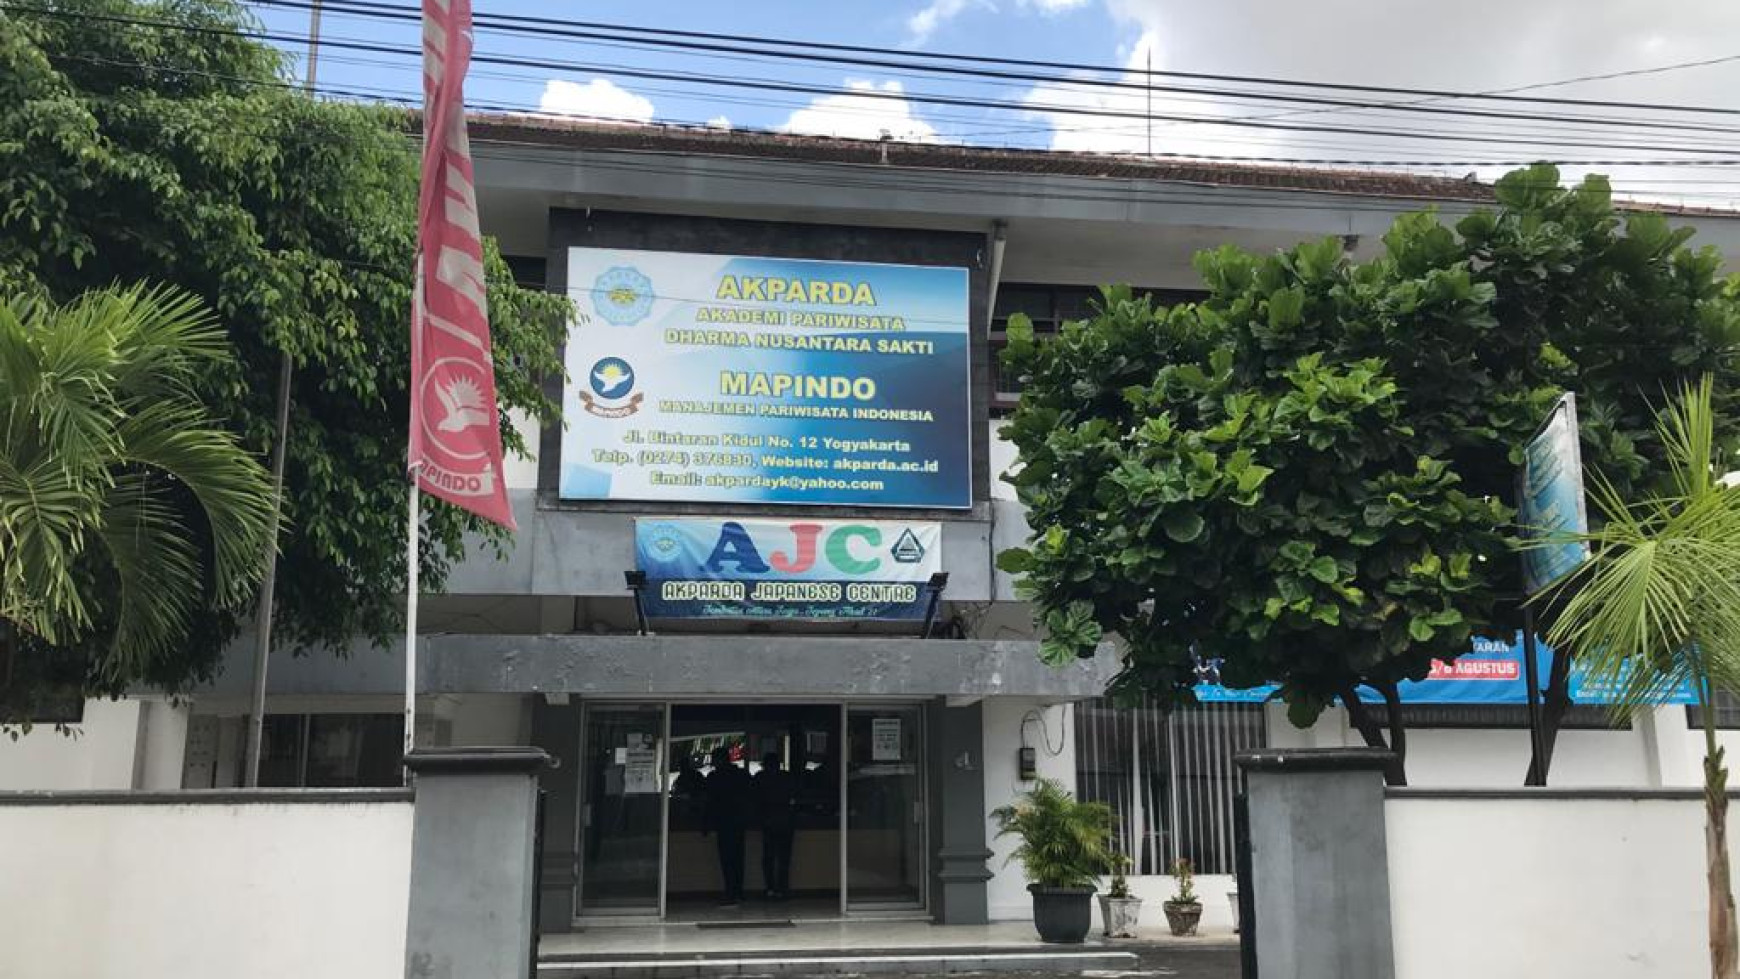 AKPARDA
AKADEMI PARIWISATA
DHARMA NUSANTARA SAKTI
MAPINDO
MAPINDO
MANAJEMEN PARIWISATA INDONESIA
Jl. Bintaran Kidul No. 12 Yogyakarta
Telp. (0274) 376830, Website: akparda.ac.id
Email: akpardayk@yahoo.com
MAPINDO
AJC
AKPARDA JAPANESE CENTRE
AGUSTUS